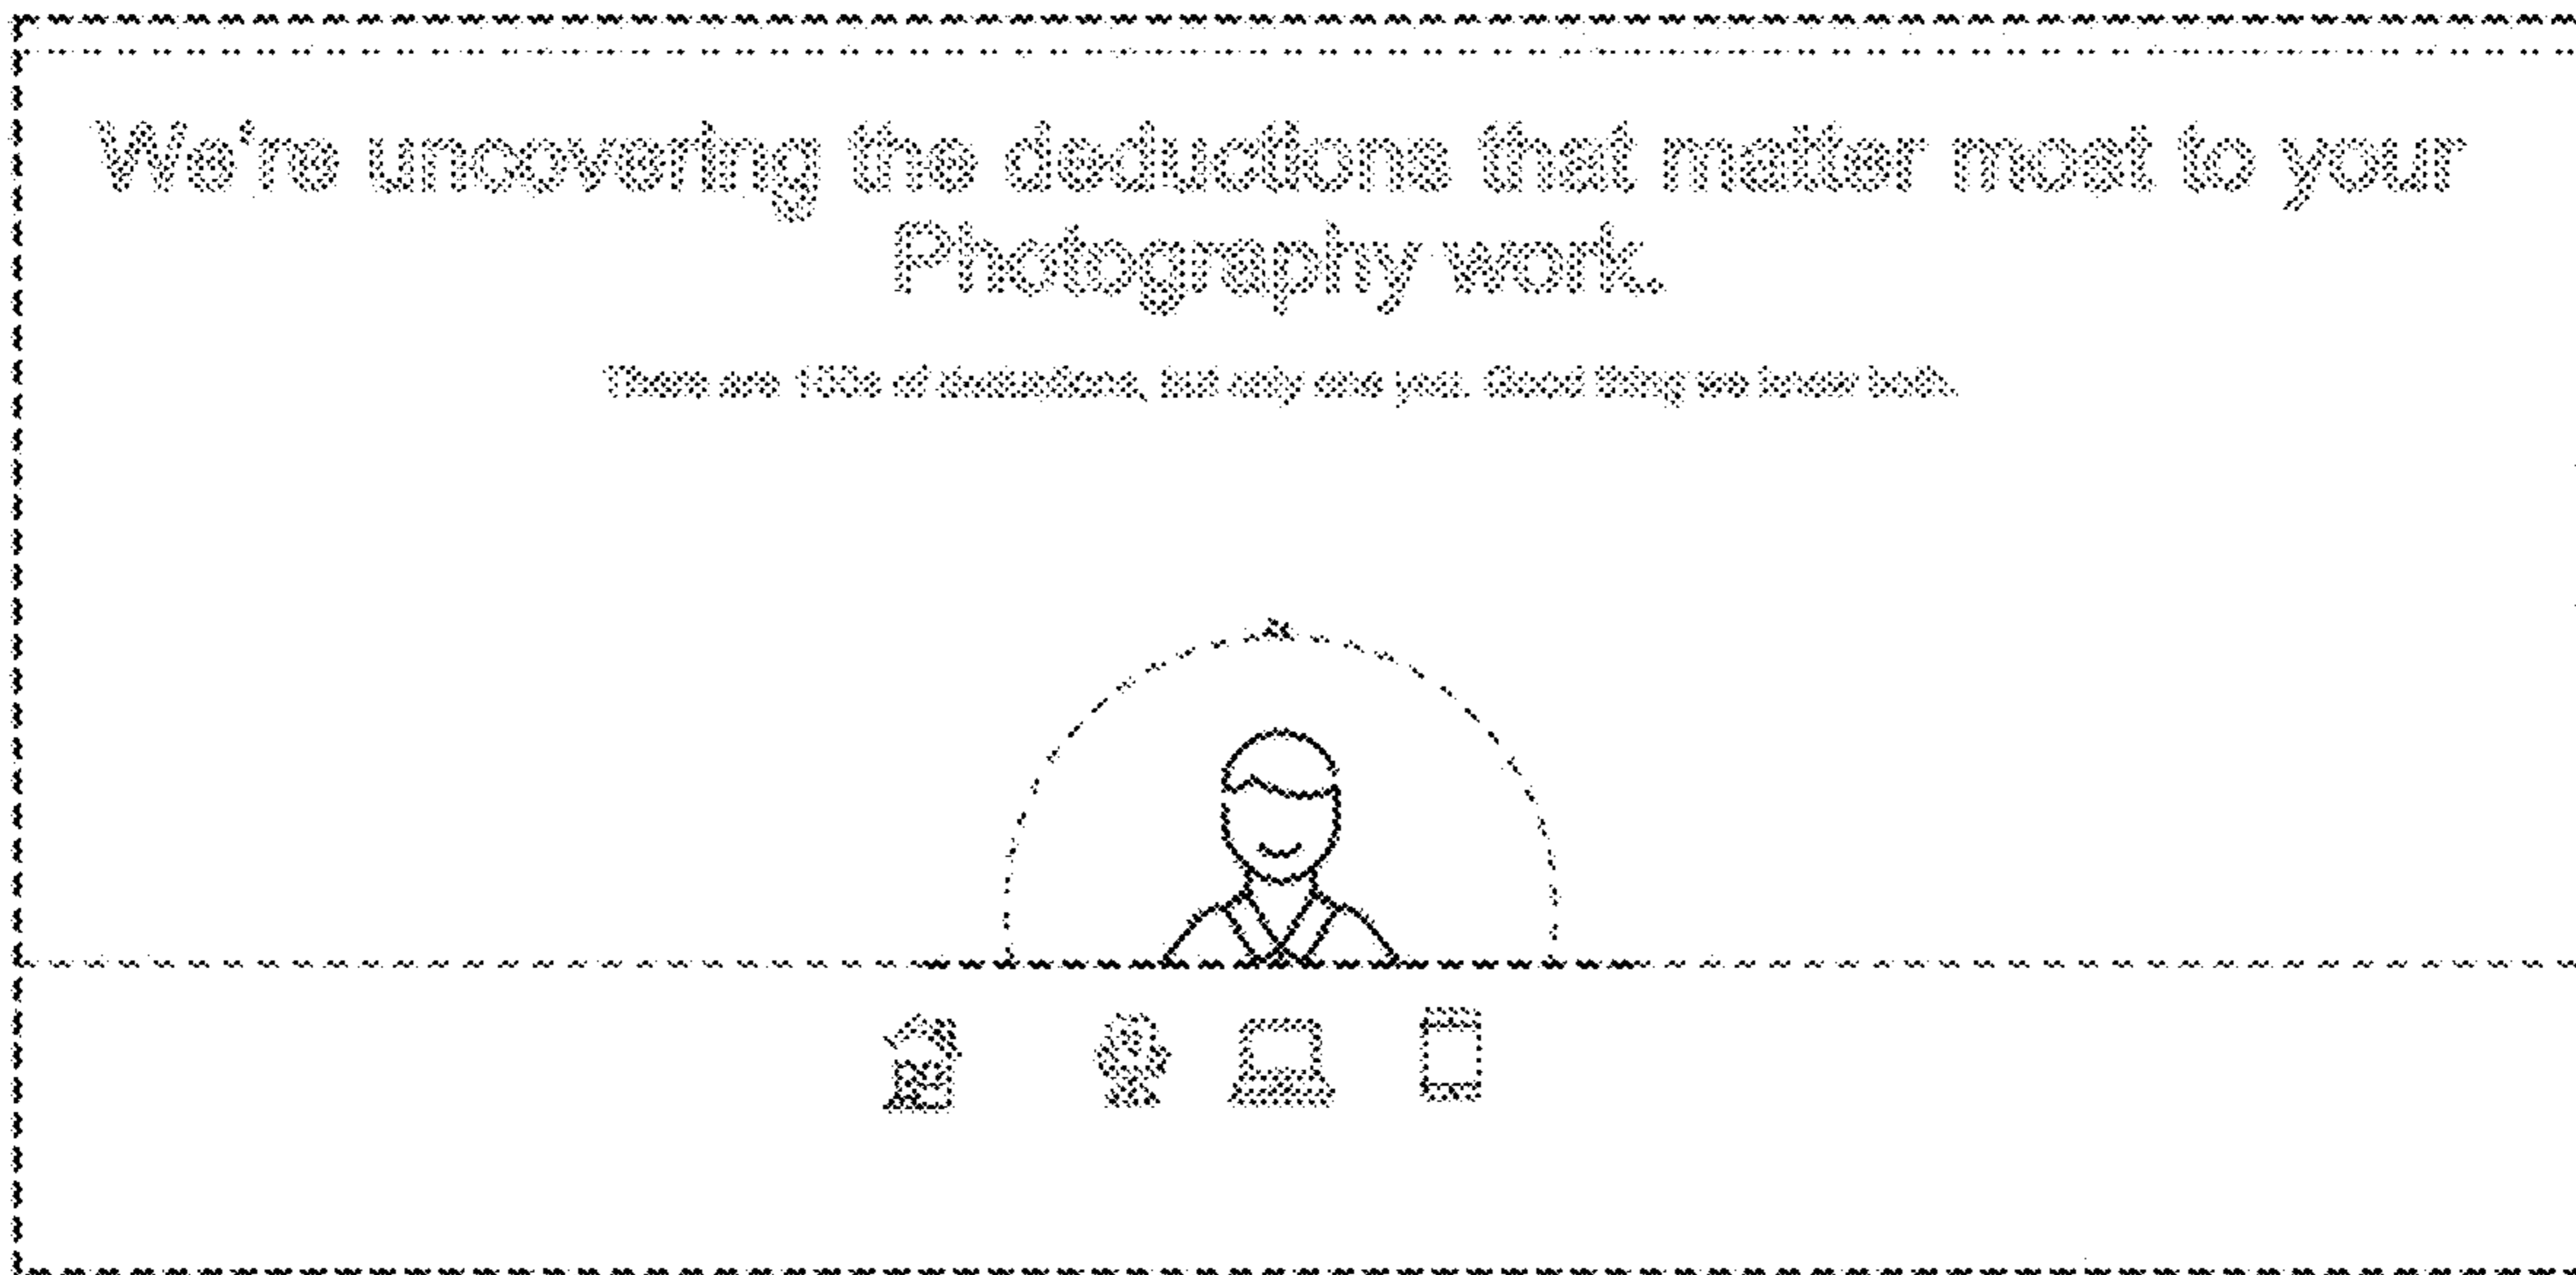 We're uncovering the deductions that matter most to your
Photography work.
There are 100s of deductions, but only one you. Good thing we know both.